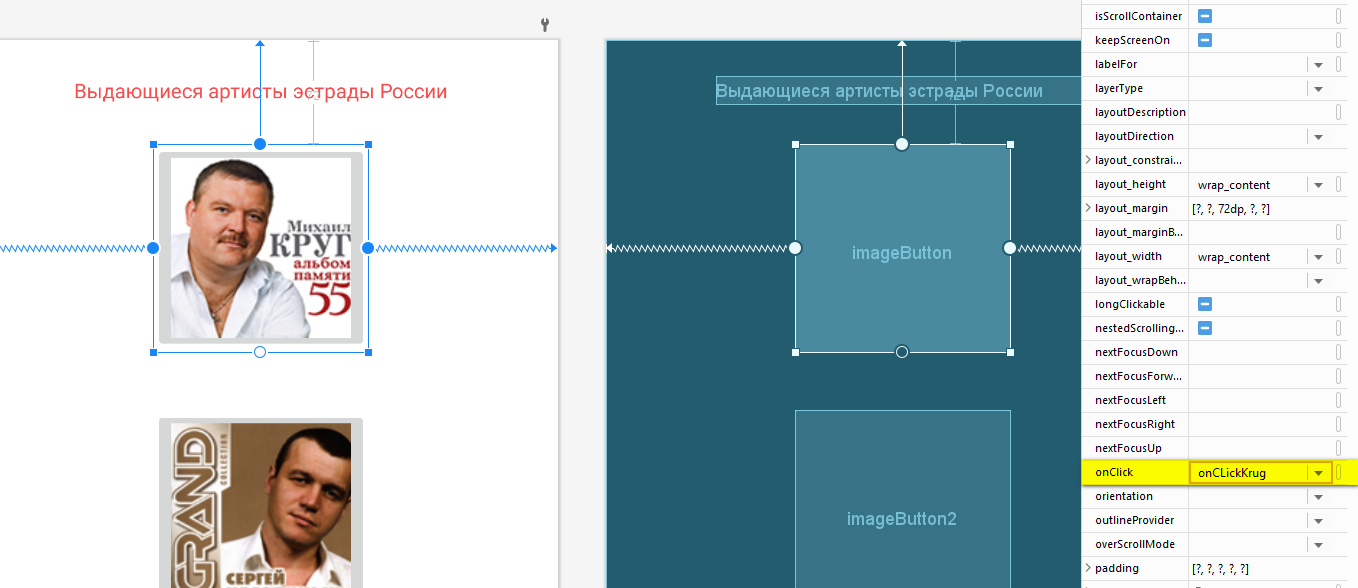 Выдающиеся артисты эстрады России
Михаил
КРУГ
альбом
памяти
55
GRAND
COLLECTION
СЕРГЕЙ
Выдающиеся артисты эстрады России
imageButton
imageButton2
isScrollContainer
keepScreenOn
labelFor
layerType
layoutDescription
layoutDirection
layout_constrai...
layout_height wrap_content
layout_margin [?, ?, 72dp, ?, ?]
layout_marginB...
layout_width wrap_content
layout_wrapBeh...
longClickable
nestedScrolling...
nextFocusDown
nextFocusForw...
nextFocusLeft
nextFocusRight
nextFocusUp
onClick onCLickKrug
orientation
outlineProvider
overScrollMode
padding [?, ?, ?, ?, ?]